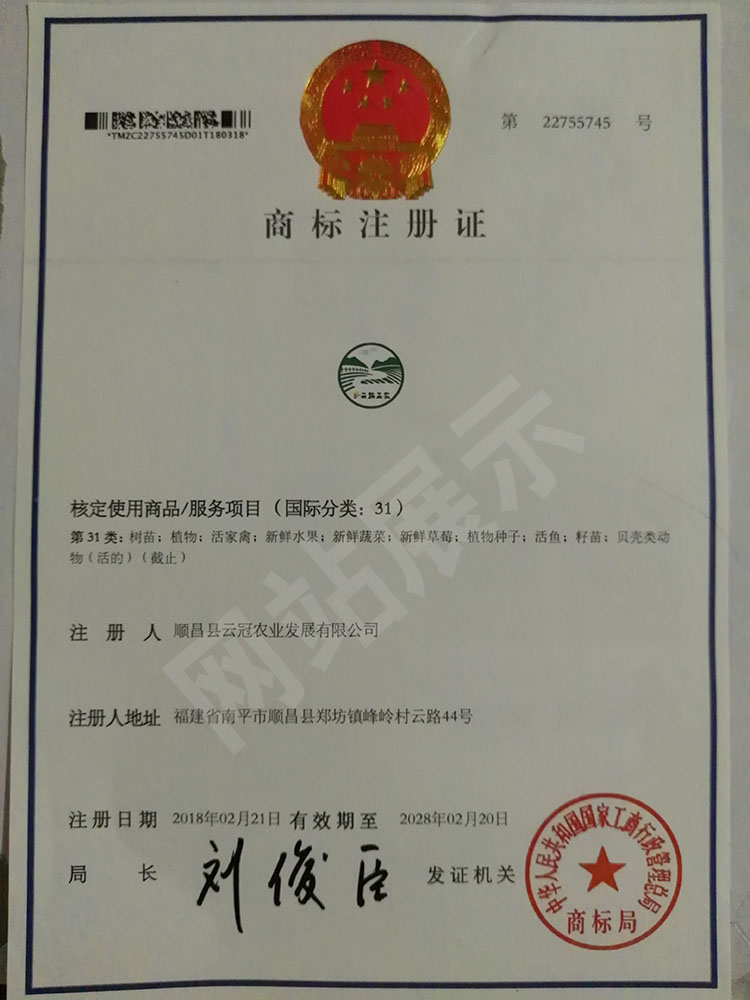 *TMZC22755745D01T180318*
第 22755745 号
商标注册证
核定使用商品/服务项目（国际分类：31）
第31类：树苗；植物；活家禽；新鲜水果；新鲜蔬菜；新鲜草莓；植物种子；活鱼；籽苗；贝壳类动
物（活的）（截止）
注册人 顺昌县云冠农业发展有限公司
注册人地址 福建省南平市顺昌县郑坊镇峰岭村云路44号
注册日期 2018年02月21日 有效期至 2028年02月20日
局长 刘俊臣 发证机关
中华人民共和国国家工商行政管理总局
商标局
网站展示